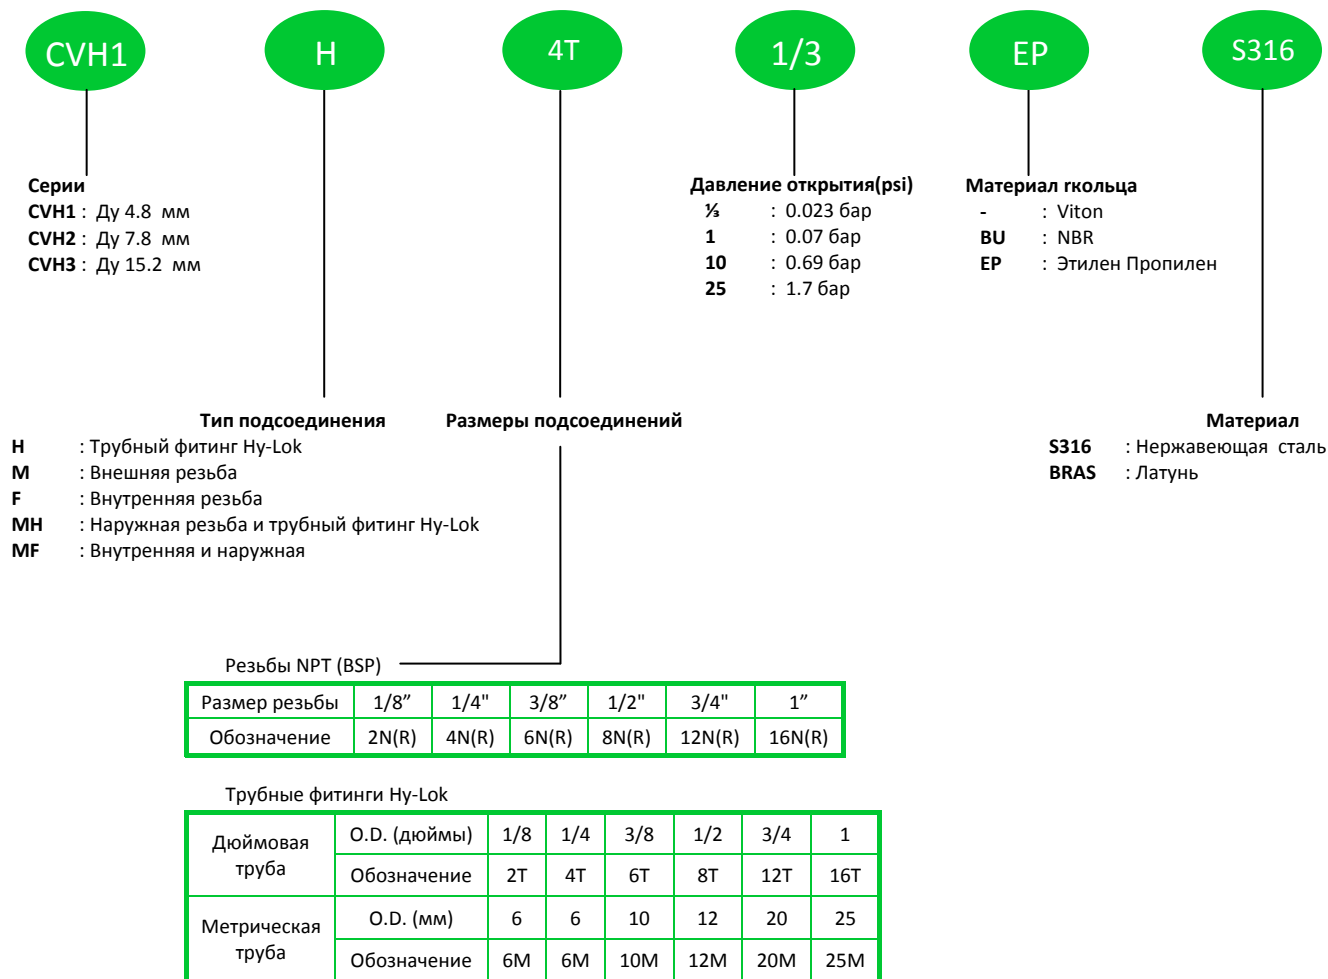 CVH1 H 4T 1/3 EP S316
Серии
CVH1 : Ду 4.8 мм
CVH2 : Ду 7.8 мм
CVH3 : Ду 15.2 мм
Давление открытия(psi)
⅓ : 0.023 бар
1 : 0.07 бар
10 : 0.69 бар
25 : 1.7 бар
Материал rкольца
- : Viton
BU : NBR
EP : Этилен Пропилен
Тип подсоединения
H : Трубный фитинг Hy-Lok
M : Внешняя резьба
F : Внутренняя резьба
MH : Наружная резьба и трубный фитинг Hy-Lok
MF : Внутренняя и наружная
Размеры подсоединений
Материал
S316 : Нержавеющая сталь
BRAS : Латунь
Резьбы NPT (BSP)
Размер резьбы 1/8” 1/4" 3/8” 1/2" 3/4" 1”
Обозначение 2N(R) 4N(R) 6N(R) 8N(R) 12N(R) 16N(R)
Трубные фитинги Hy-Lok
Дюймовая
труба
O.D. (дюймы) 1/8 1/4 3/8 1/2 3/4 1
Обозначение 2T 4T 6T 8T 12T 16T
Метрическая
труба
O.D. (мм) 6 6 10 12 20 25
Обозначение 6M 6M 10M 12M 20M 25M